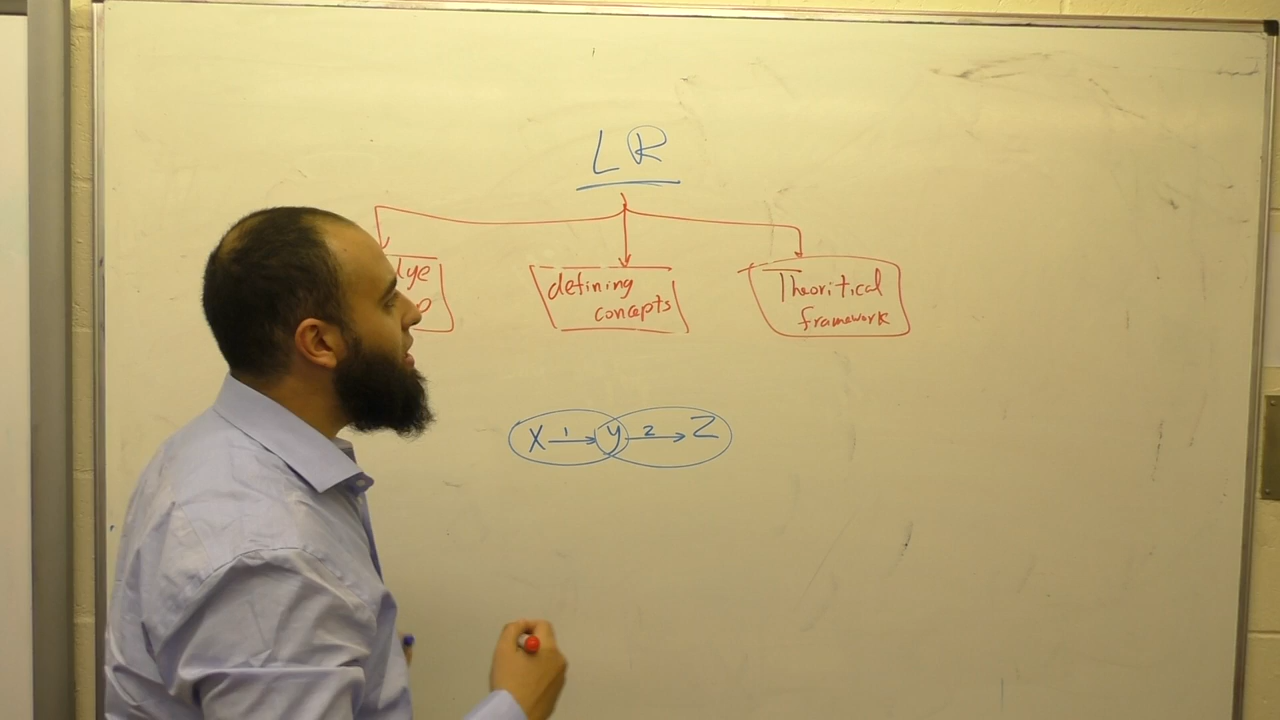 LR
defining
concepts
Theoritical
framework
X 1 y 2 Z